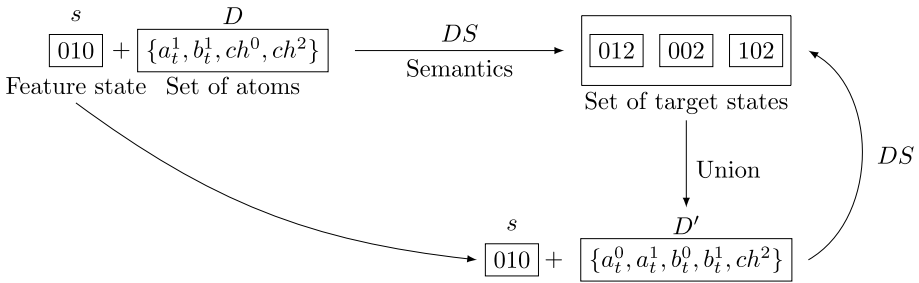 s D
010 + {a_t^1, b_t^1, ch^0, ch^2} DS 012 002 102
Semantics
Feature state Set of atoms Set of target states
Union DS
s D′
010 + {a_t^0, a_t^1, b_t^0, b_t^1, ch^2}